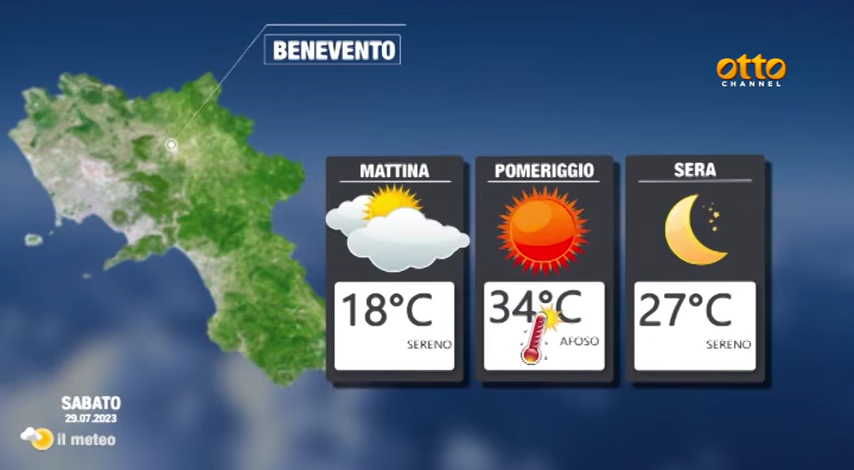 BENEVENTO
otto
CHANNEL
MATTINA
18°C
SERENO
POMERIGGIO
34°C
AFOSO
SERA
27°C
SERENO
SABATO
29.07.2023
il meteo